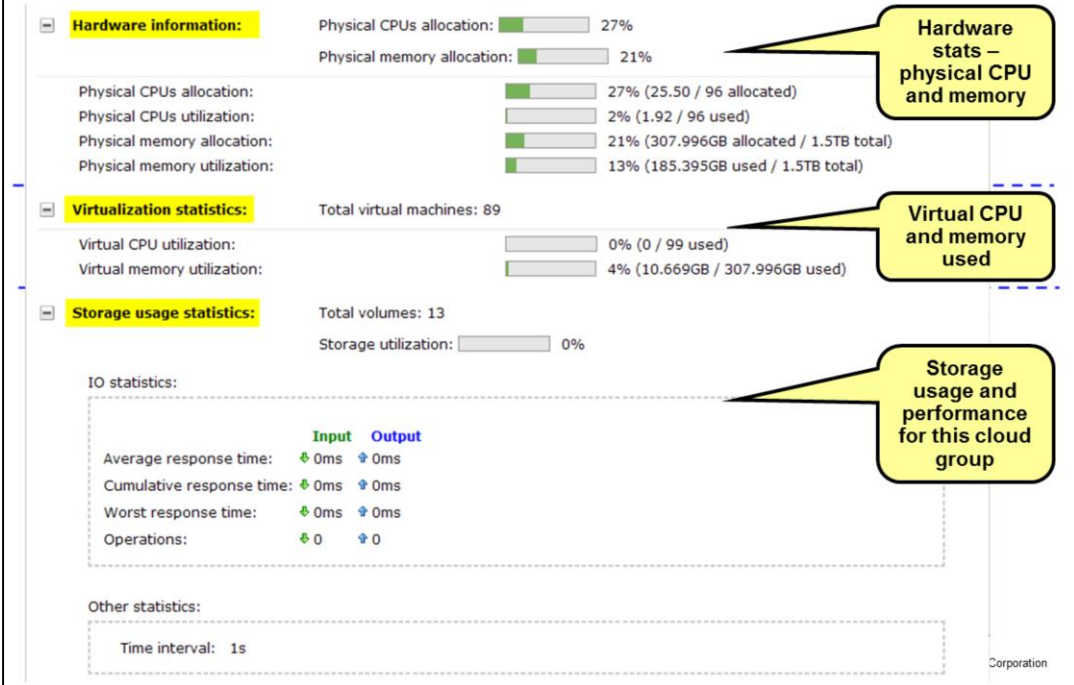 Hardware information: Physical CPUs allocation: 27%
Physical memory allocation: 21%
Physical CPUs allocation: 27% (25.50 / 96 allocated)
Physical CPUs utilization: 2% (1.92 / 96 used)
Physical memory allocation: 21% (307.996GB allocated / 1.5TB total)
Physical memory utilization: 13% (185.395GB used / 1.5TB total)
Hardware
stats –
physical CPU
and memory
Virtualization statistics: Total virtual machines: 89
Virtual CPU utilization: 0% (0 / 99 used)
Virtual memory utilization: 4% (10.669GB / 307.996GB used)
Virtual CPU
and memory
used
Storage usage statistics: Total volumes: 13
Storage utilization: 0%
Storage
usage and
performance
for this cloud
group
IO statistics:
Input Output
Average response time: 0ms 0ms
Cumulative response time: 0ms 0ms
Worst response time: 0ms 0ms
Operations: 0 0
Other statistics:
Time interval: 1s
Corporation